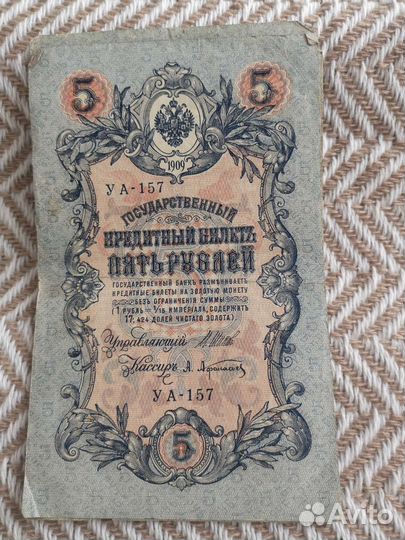 5 5
1909
УА-157
ГОСУДАРСТВЕННЫЙ
КРЕДИТНЫЙ БИЛЕТЪ
ПЯТЬ РУБЛЕЙ
ГОСУДАРСТВЕННЫЙ БАНКЪ РАЗМѢНИВАЕТЪ
КРЕДИТНЫЕ БИЛЕТЫ НА ЗОЛОТУЮ МОНЕТУ
БЕЗЪ ОГРАНИЧЕНІЯ СУММЫ
(1 РУБЛЬ = 1/15 ИМПЕРІАЛА, СОДЕРЖИТЪ
17,424 ДОЛЕЙ ЧИСТАГО ЗОЛОТА).
Управляющій
Кассиръ
УА-157
5
Avito